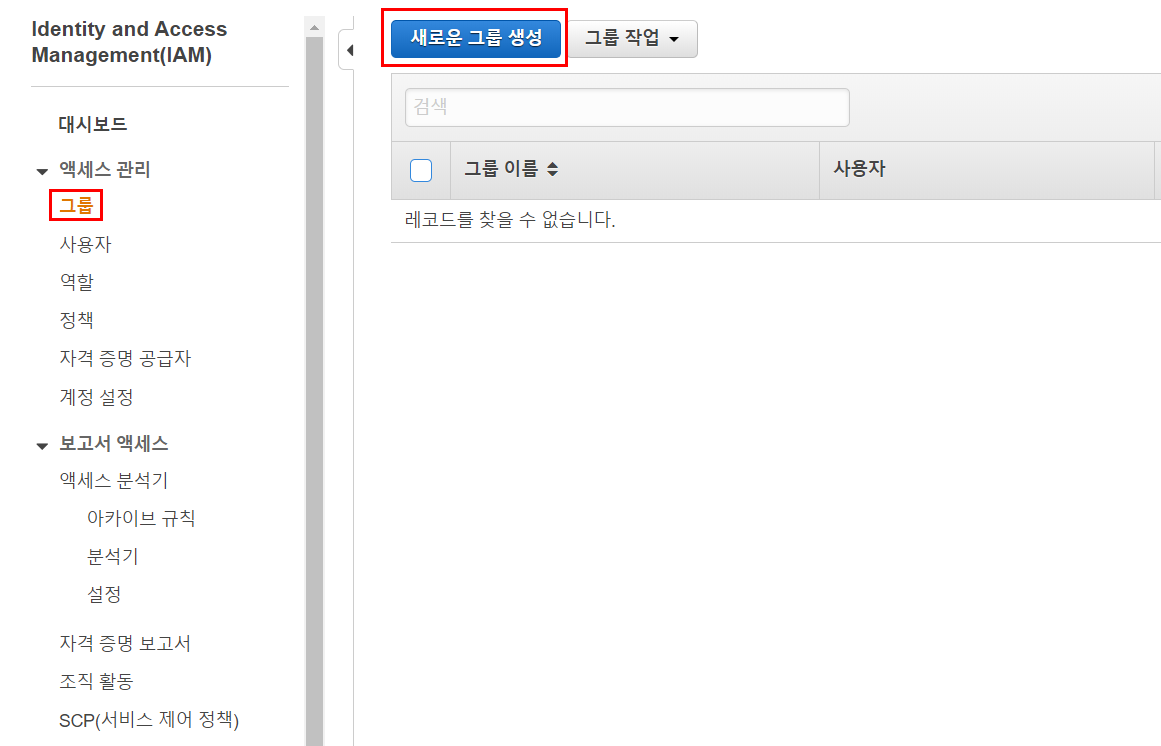 Identity and Access
Management(IAM)
대시보드
액세스 관리
그룹
사용자
역할
정책
자격 증명 공급자
계정 설정
보고서 액세스
액세스 분석기
아카이브 규칙
분석기
설정
자격 증명 보고서
조직 활동
SCP(서비스 제어 정책)
새로운 그룹 생성 그룹 작업
검색
그룹 이름 사용자
레코드를 찾을 수 없습니다.